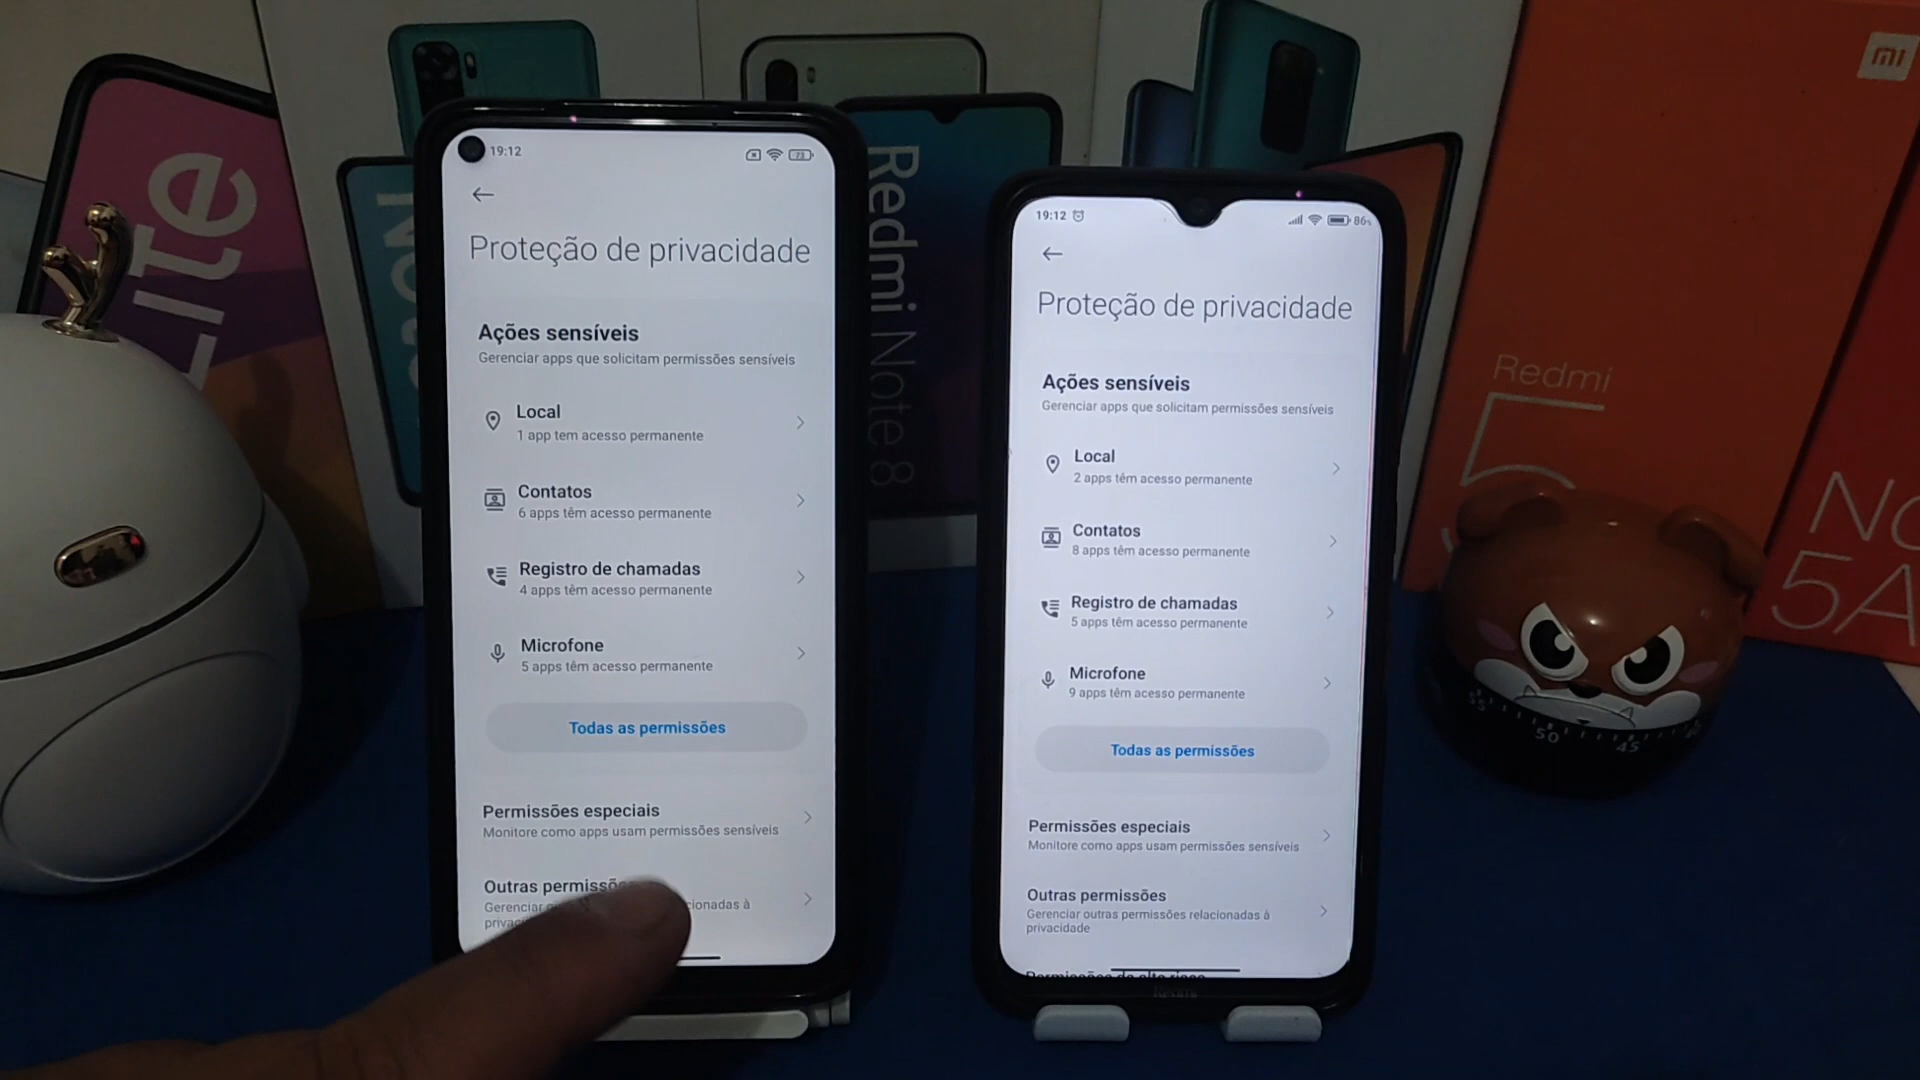 19:12
73
Proteção de privacidade
Ações sensíveis
Gerenciar apps que solicitam permissões sensíveis
Local
1 app tem acesso permanente
Contatos
6 apps têm acesso permanente
Registro de chamadas
4 apps têm acesso permanente
Microfone
5 apps têm acesso permanente
Todas as permissões
Permissões especiais
Monitore como apps usam permissões sensíveis
Outras
Gerenciar
à
19:12
86%
Proteção de privacidade
Ações sensíveis
Gerenciar apps que solicitam permissões sensíveis
Local
2 apps têm acesso permanente
Contatos
8 apps têm acesso permanente
Registro de chamadas
5 apps têm acesso permanente
Microfone
9 apps têm acesso permanente
Todas as permissões
Permissões especiais
Monitore como apps usam permissões sensíveis
Outras permissões
Gerenciar outras permissões relacionadas à
privacidade
Redmi
Lite
Redmi Note 8
mi
Redmi
5
5A
55 50 45